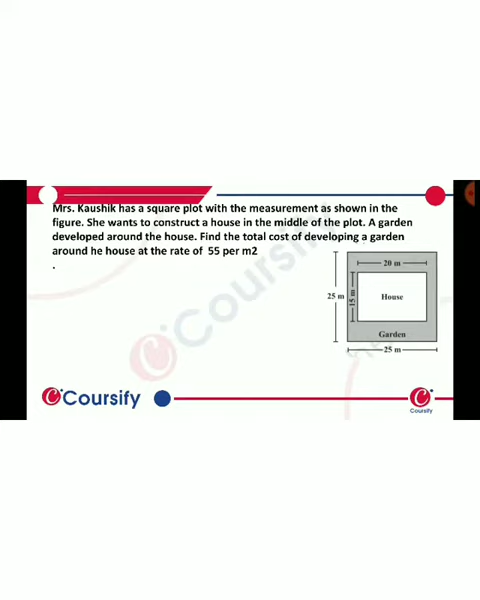 Mrs. Kaushik has a square plot with the measurement as shown in the
figure. She wants to construct a house in the middle of the plot. A garden
developed around the house. Find the total cost of developing a garden
around he house at the rate of 55 per m2
.
20 m
25 m
15 m
House
Garden
25 m
Coursify
Coursify
Coursify